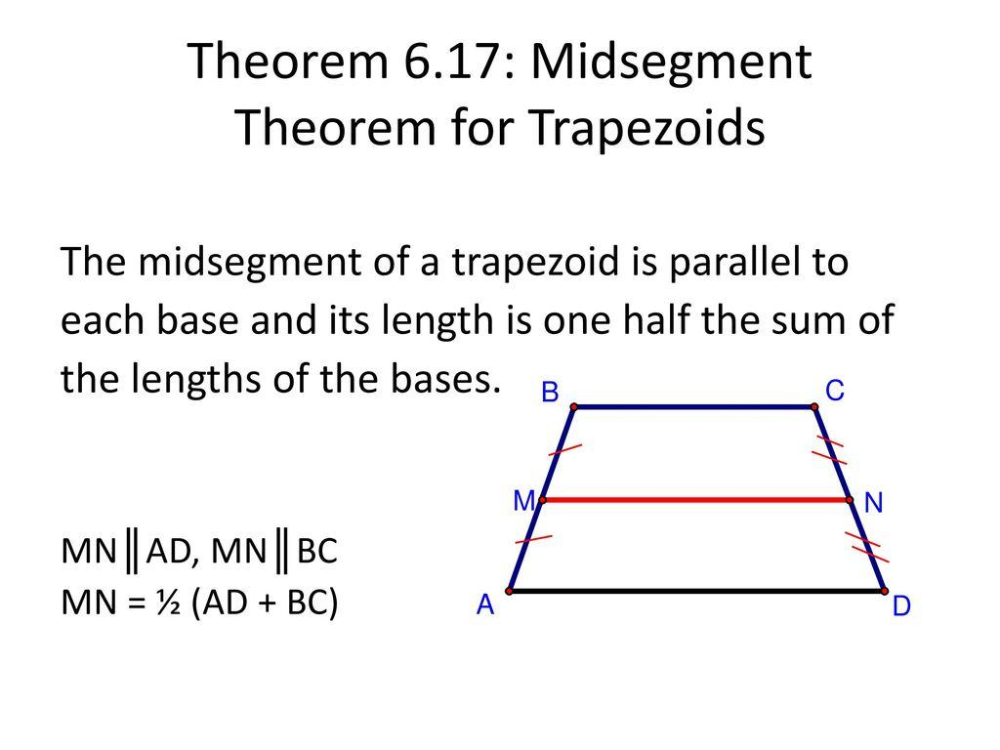 Theorem 6.17: Midsegment
Theorem for Trapezoids
The midsegment of a trapezoid is parallel to
each base and its length is one half the sum of
the lengths of the bases.
B
C
M
N
MN║AD, MN║BC
MN = ½ (AD + BC)
A
D